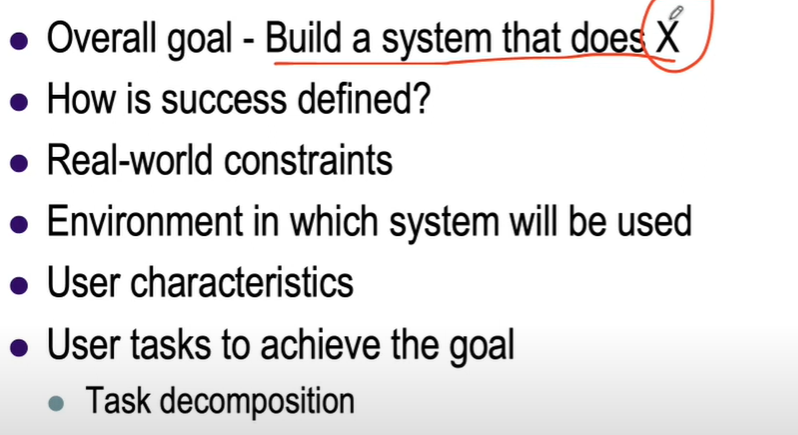 Overall goal - Build a system that does X
How is success defined?
Real-world constraints
Environment in which system will be used
User characteristics
User tasks to achieve the goal
Task decomposition